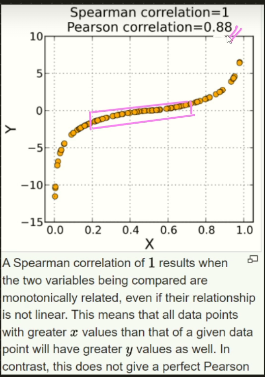 Spearman correlation=1
Pearson correlation=0.88
10
5
0
−5
−10
−15
Y
0.0 0.2 0.4 0.6 0.8 1.0
X
A Spearman correlation of 1 results when
the two variables being compared are
monotonically related, even if their relationship
is not linear. This means that all data points
with greater x values than that of a given data
point will have greater y values as well. In
contrast, this does not give a perfect Pearson